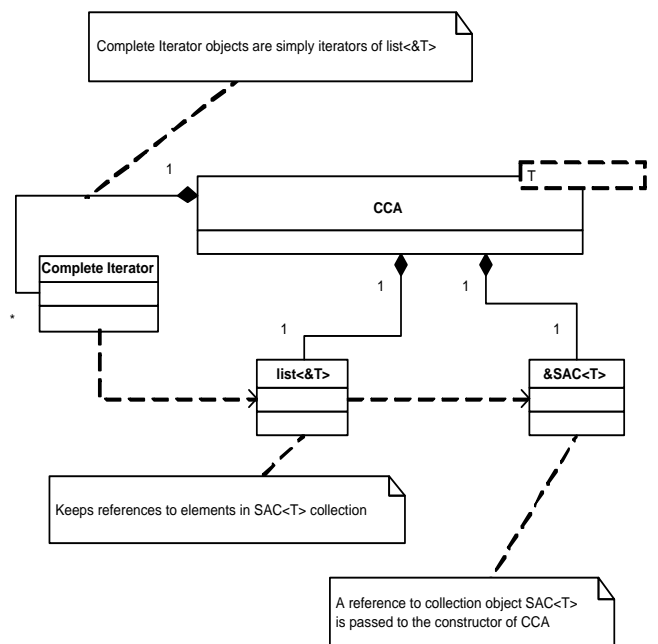 Complete Iterator objects are simply iterators of list<&T>
1
T
CCA
Complete Iterator
*
1
1
1
1
list<&T>
&SAC<T>
Keeps references to elements in SAC<T> collection
A reference to collection object SAC<T>
is passed to the constructor of CCA